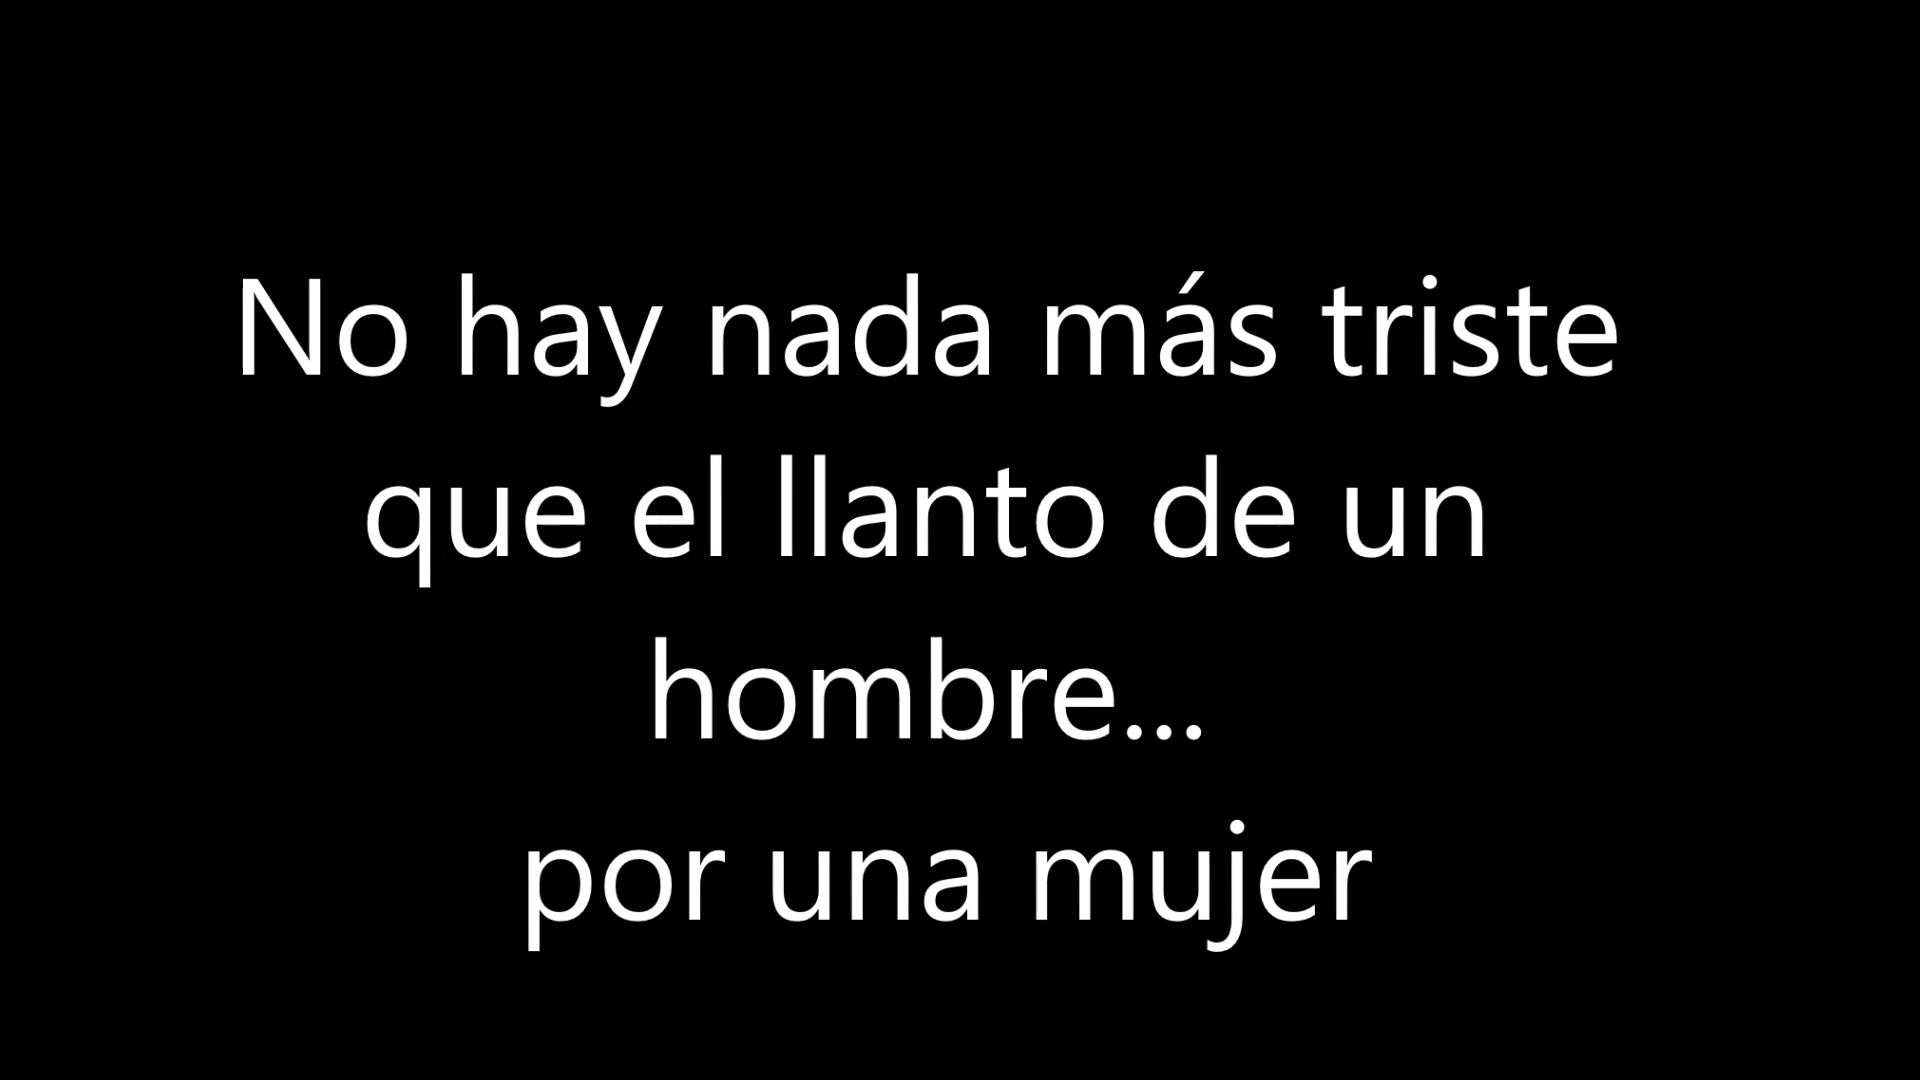 No hay nada más triste
que el llanto de un
hombre...
por una mujer